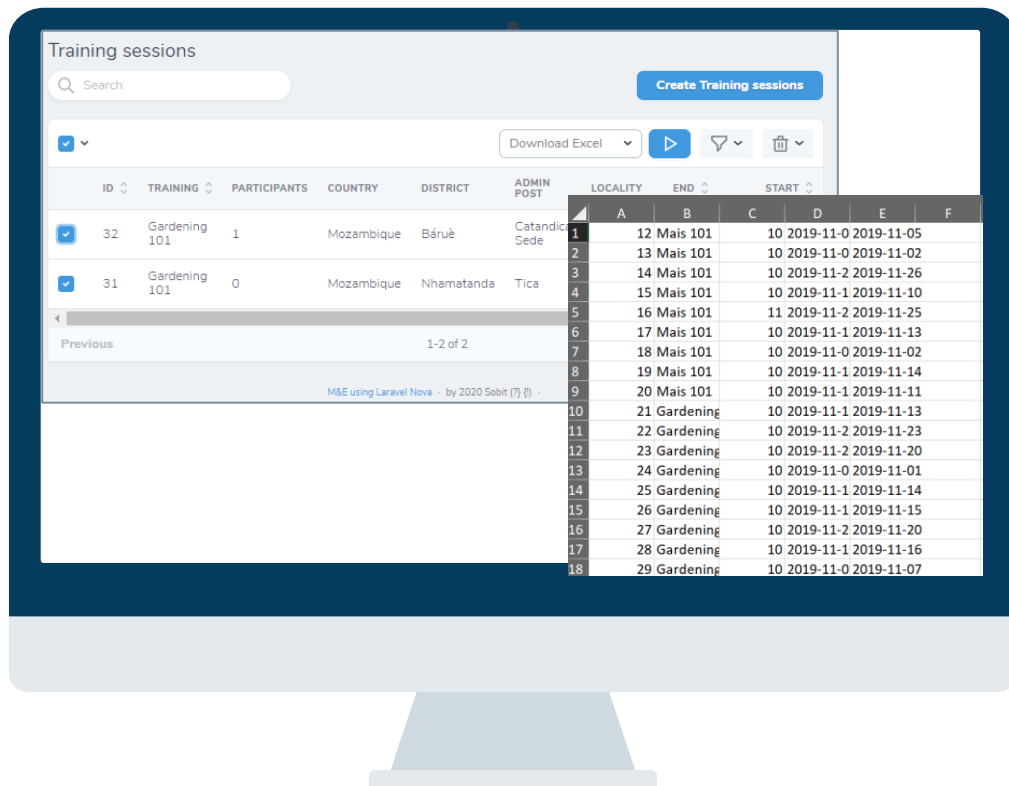 Training sessions
Search
Create Training sessions
Download Excel
ID TRAINING PARTICIPANTS COUNTRY DISTRICT ADMIN POST LOCALITY END START
32 Gardening 101 1 Mozambique Báruè Catandica Sede
31 Gardening 101 0 Mozambique Nhamatanda Tica
Previous 1-2 of 2
M&E using Laravel Nova · by 2020 Sobit (?} {!) ·
A B C D E F
1 12 Mais 101 10 2019-11-0 2019-11-05
2 13 Mais 101 10 2019-11-0 2019-11-02
3 14 Mais 101 10 2019-11-2 2019-11-26
4 15 Mais 101 10 2019-11-1 2019-11-10
5 16 Mais 101 11 2019-11-2 2019-11-25
6 17 Mais 101 10 2019-11-1 2019-11-13
7 18 Mais 101 10 2019-11-0 2019-11-02
8 19 Mais 101 10 2019-11-1 2019-11-14
9 20 Mais 101 10 2019-11-1 2019-11-11
10 21 Gardening 10 2019-11-1 2019-11-13
11 22 Gardening 10 2019-11-2 2019-11-23
12 23 Gardening 10 2019-11-2 2019-11-20
13 24 Gardening 10 2019-11-0 2019-11-01
14 25 Gardening 10 2019-11-1 2019-11-14
15 26 Gardening 10 2019-11-1 2019-11-15
16 27 Gardening 10 2019-11-2 2019-11-20
17 28 Gardening 10 2019-11-1 2019-11-16
18 29 Gardening 10 2019-11-0 2019-11-07